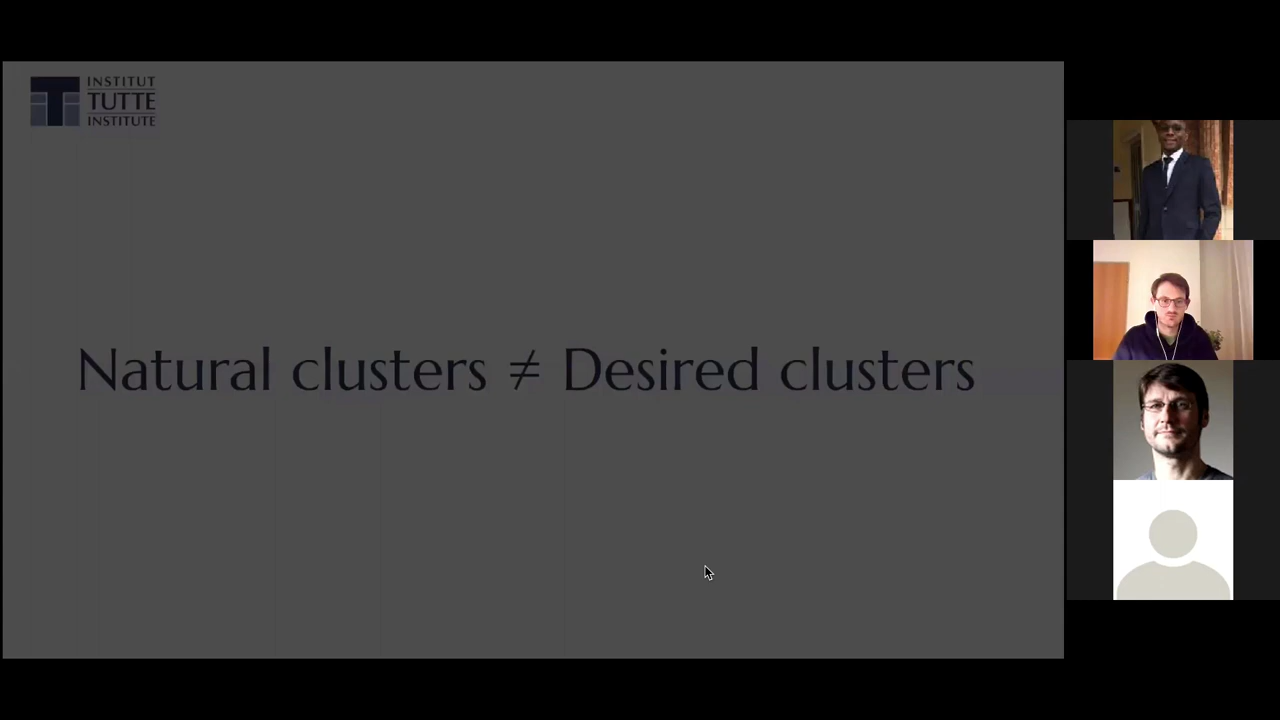 INSTITUT
TUTTE
INSTITUTE
Natural clusters ≠ Desired clusters